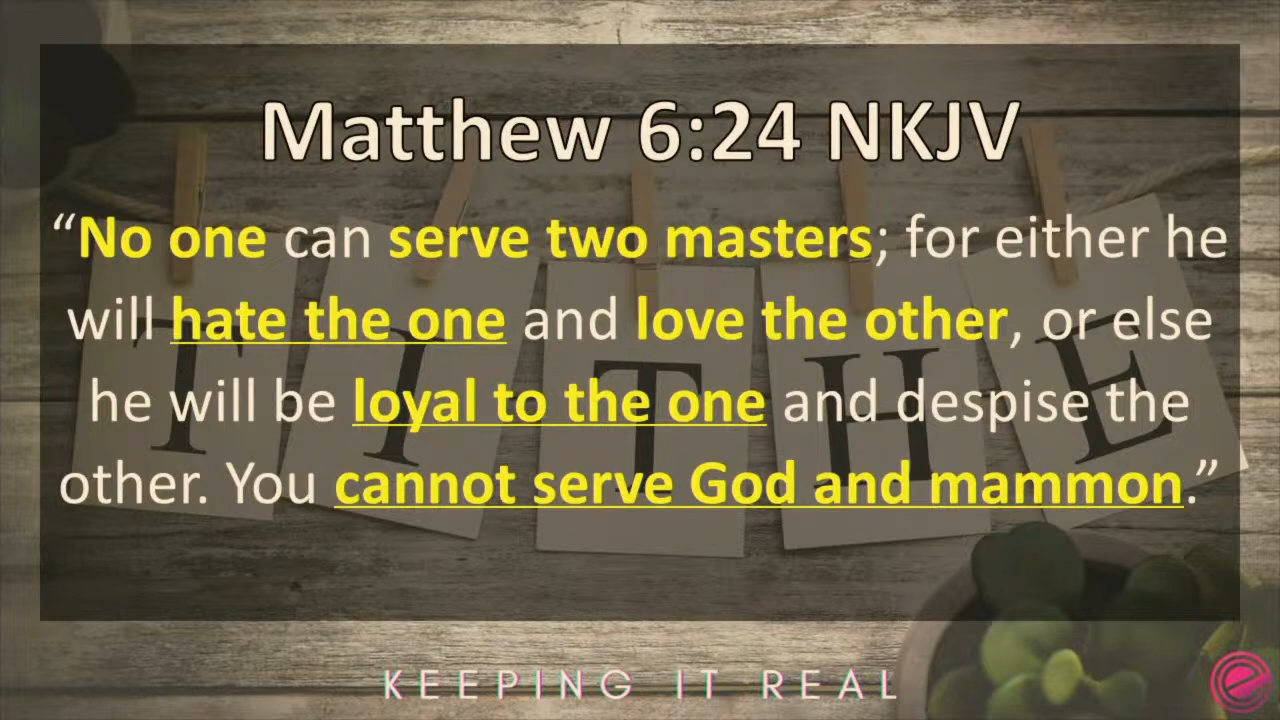 Matthew 6:24 NKJV
“No one can serve two masters; for either he
will hate the one and love the other, or else
he will be loyal to the one and despise the
other. You cannot serve God and mammon.”
T I T H E
KEEPING IT REAL